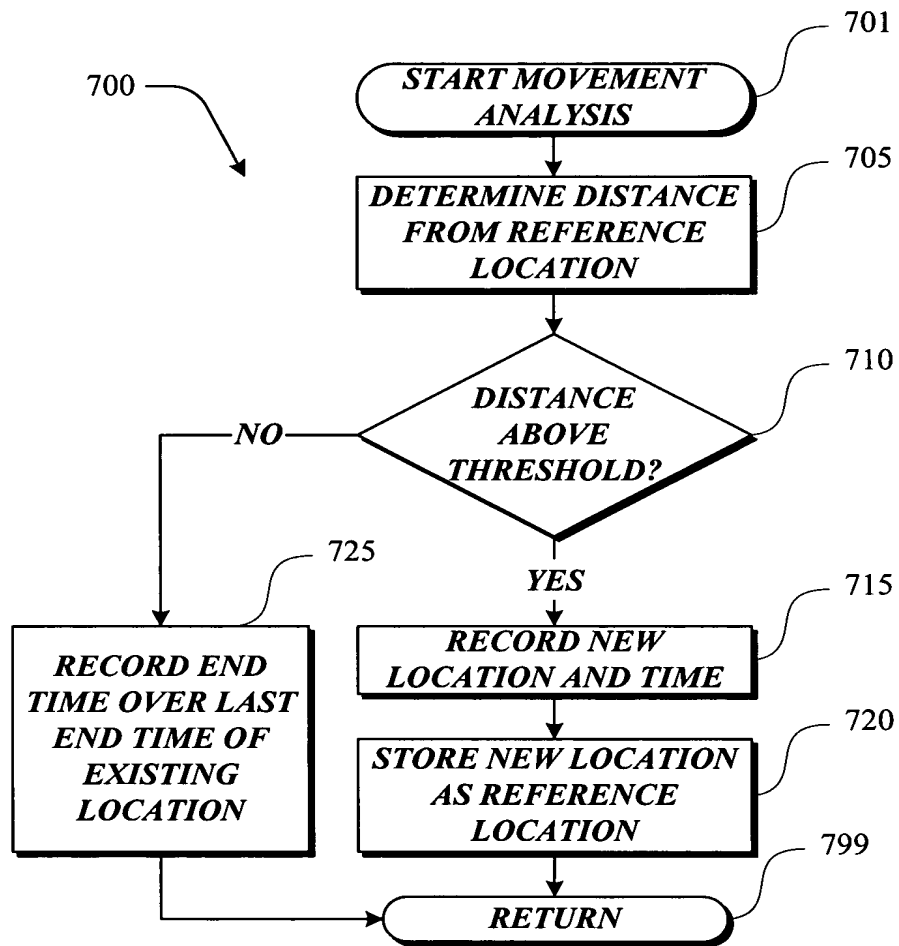 701
START MOVEMENT
ANALYSIS
700
705
DETERMINE DISTANCE
FROM REFERENCE
LOCATION
710
DISTANCE
ABOVE
THRESHOLD?
NO
YES
725
RECORD END
TIME OVER LAST
END TIME OF
EXISTING
LOCATION
715
RECORD NEW
LOCATION AND TIME
720
STORE NEW LOCATION
AS REFERENCE
LOCATION
799
RETURN